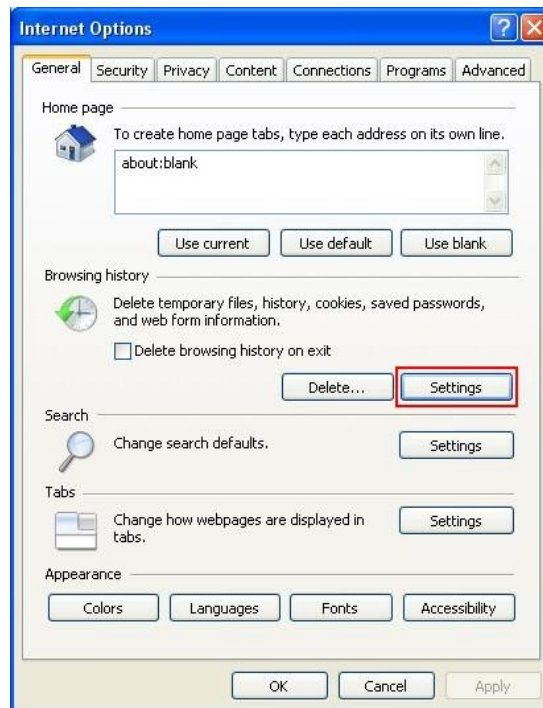 Internet Options
General Security Privacy Content Connections Programs Advanced
Home page
To create home page tabs, type each address on its own line.
about:blank
Use current Use default Use blank
Browsing history
Delete temporary files, history, cookies, saved passwords,
and web form information.
Delete browsing history on exit
Delete... Settings
Search
Change search defaults. Settings
Tabs
Change how webpages are displayed in
tabs.
Settings
Appearance
Colors Languages Fonts Accessibility
OK Cancel Apply